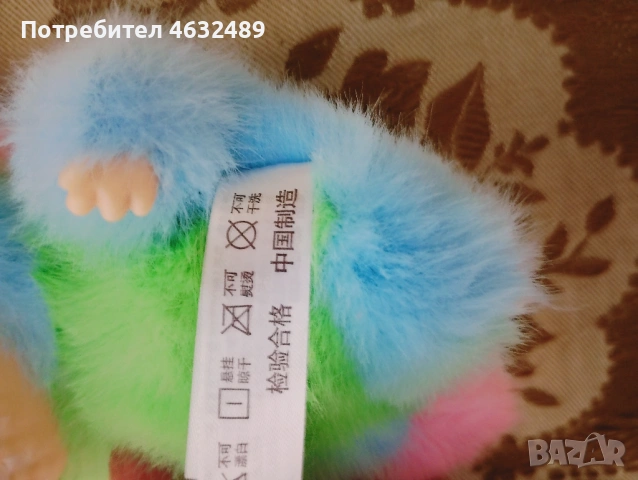 Потребител 4632489
不可
漂白
悬挂
晾干
不可
熨烫
不可
干洗
检验合格
中国制造
BAZAR